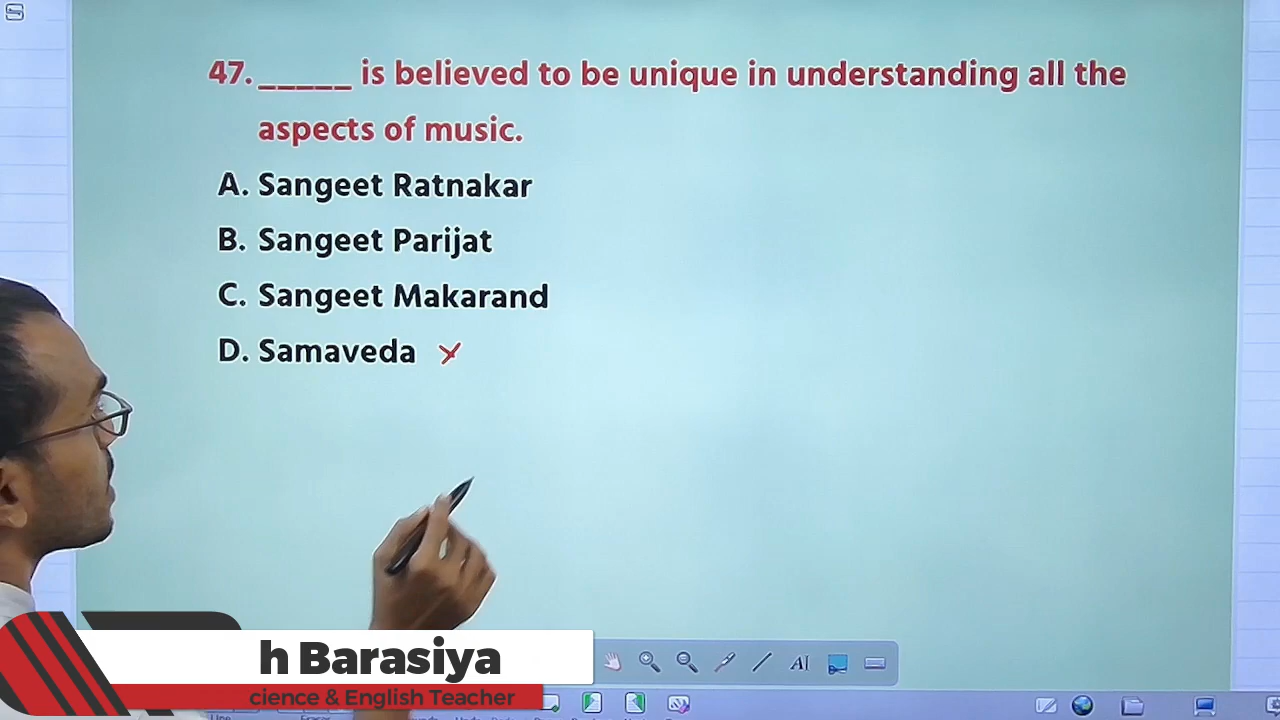 47. _____ is believed to be unique in understanding all the
aspects of music.
A. Sangeet Ratnakar
B. Sangeet Parijat
C. Sangeet Makarand
D. Samaveda
h Barasiya
cience & English Teacher
AI